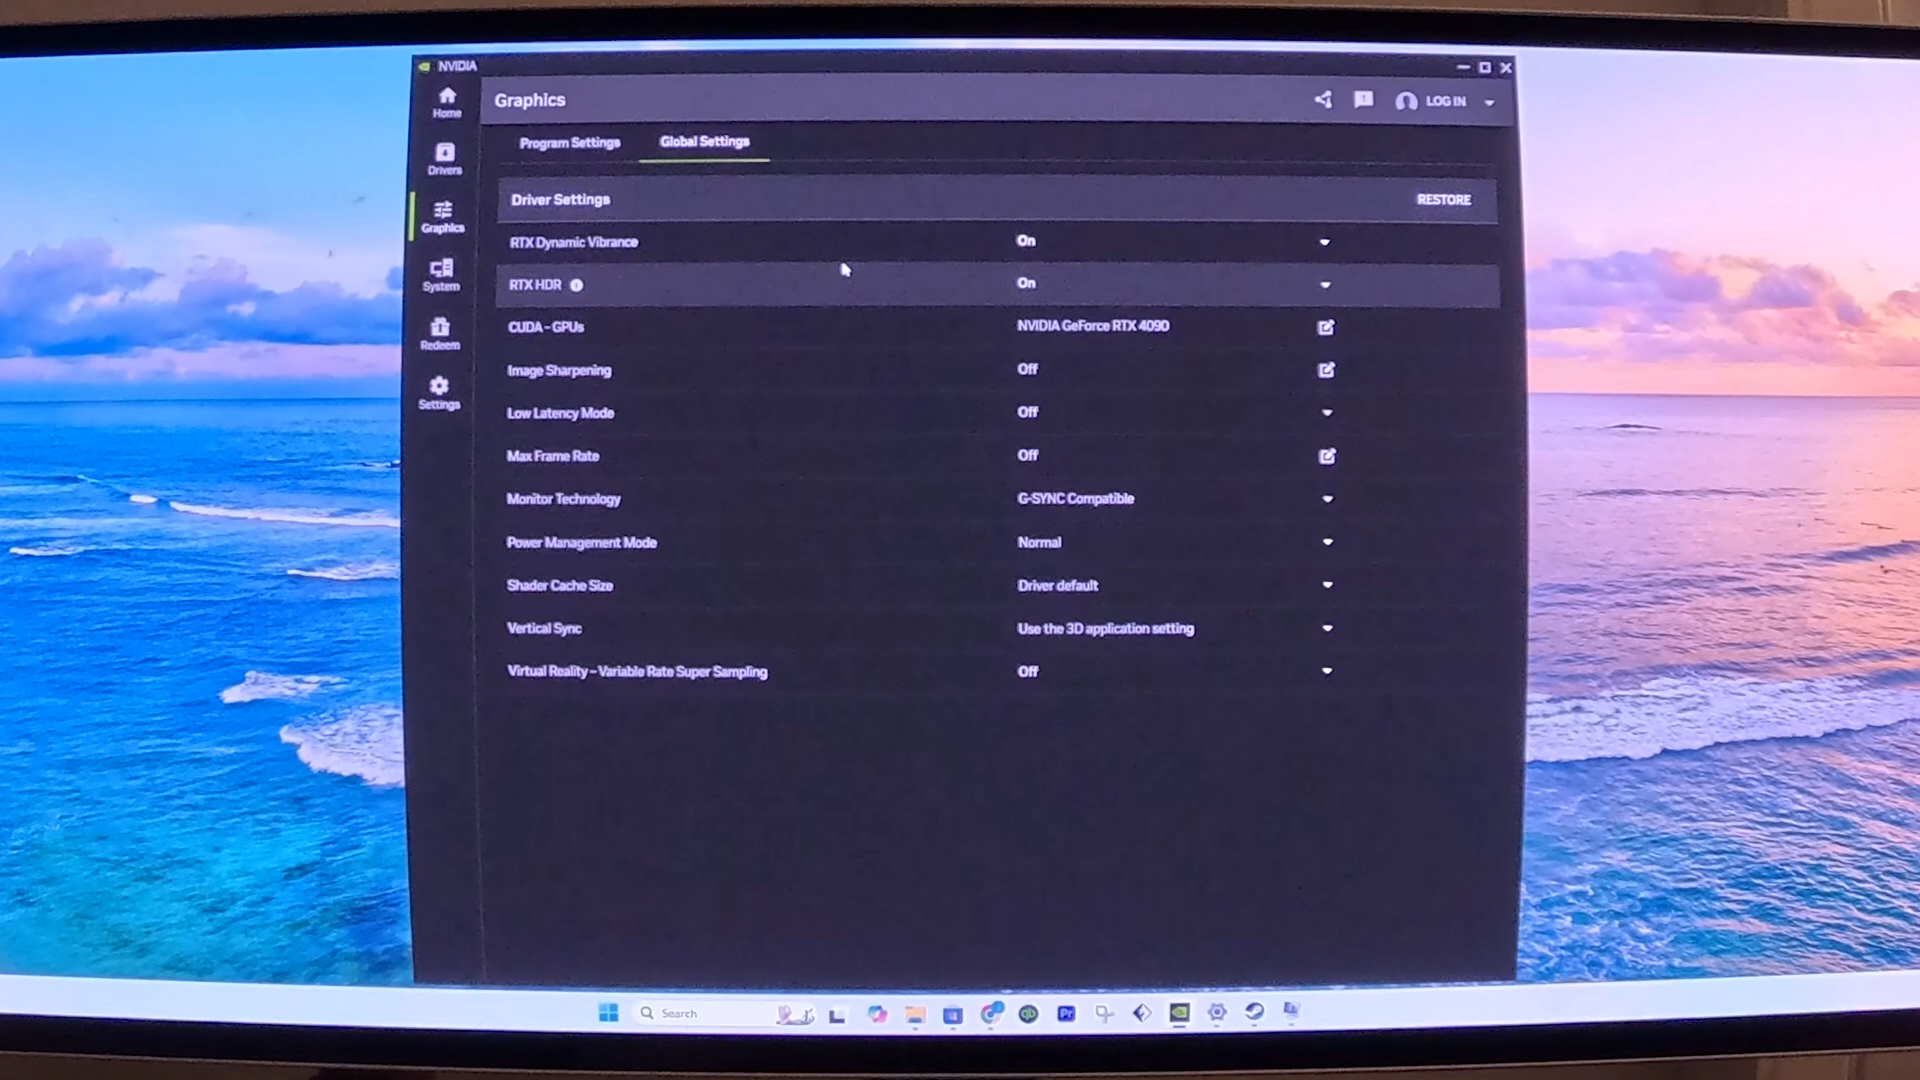 NVIDIA
Home
Graphics
LOG IN
Program Settings
Global Settings
Drivers
Driver Settings
RESTORE
Graphics
RTX Dynamic Vibrance
On
RTX HDR
On
System
CUDA - GPUs
NVIDIA GeForce RTX 4090
Redeem
Image Sharpening
Off
Settings
Low Latency Mode
Off
Max Frame Rate
Off
Monitor Technology
G-SYNC Compatible
Power Management Mode
Normal
Shader Cache Size
Driver default
Vertical Sync
Use the 3D application setting
Virtual Reality – Variable Rate Super Sampling
Off
Search
qb
Pr